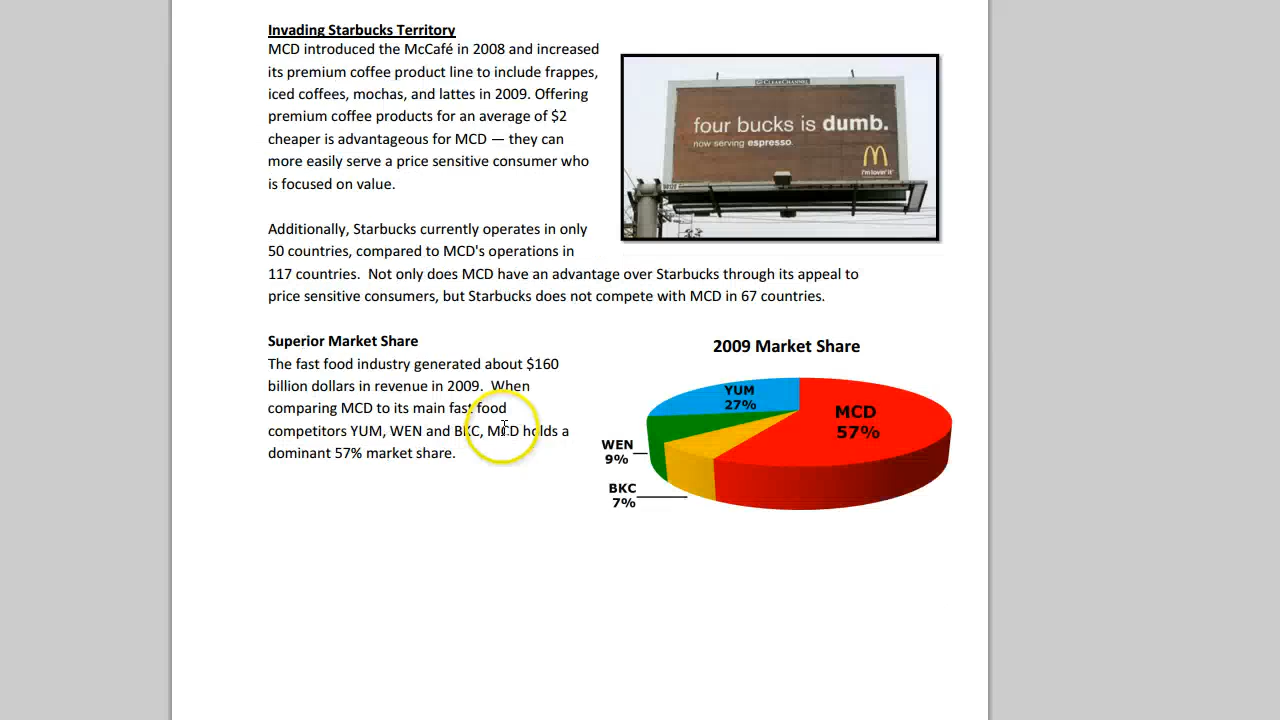 Invading Starbucks Territory
MCD introduced the McCafé in 2008 and increased
its premium coffee product line to include frappes,
iced coffees, mochas, and lattes in 2009. Offering
premium coffee products for an average of $2
cheaper is advantageous for MCD — they can
more easily serve a price sensitive consumer who
is focused on value.
CLEARCHANNEL
four bucks is dumb.
now serving espresso
i'm lovin' it
Additionally, Starbucks currently operates in only
50 countries, compared to MCD's operations in
117 countries.  Not only does MCD have an advantage over Starbucks through its appeal to
price sensitive consumers, but Starbucks does not compete with MCD in 67 countries.
Superior Market Share
The fast food industry generated about $160
billion dollars in revenue in 2009.  When
comparing MCD to its main fast food
competitors YUM, WEN and BKC, MCD holds a
dominant 57% market share.
2009 Market Share
YUM
27%
MCD
57%
WEN
9%
BKC
7%